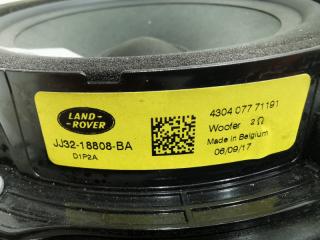 LAND-
ROVER
JJ32-18808-BA
D1P2A
4304 077 71191
Woofer 2Ω
Made in Belgium
06/09/17